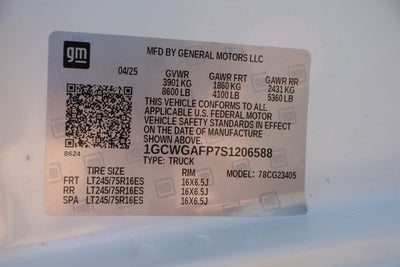 gm
MFD BY GENERAL MOTORS LLC
04/25 GVWR GAWR FRT GAWR RR
3901 KG 1860 KG 2431 KG
8600 LB 4100 LB 5360 LB
THIS VEHICLE CONFORMS TO ALL
APPLICABLE U.S. FEDERAL MOTOR
VEHICLE SAFETY STANDARDS IN EFFECT
ON THE DATE OF MANUFACTURE
SHOWN ABOVE.
8624
1GCWGAFP7S1206588
TYPE: TRUCK
TIRE SIZE RIM MODEL: 78CG23405
FRT LT245/75R16ES 16X6.5J
RR LT245/75R16ES 16X6.5J
SPA LT245/75R16ES 16X6.5J